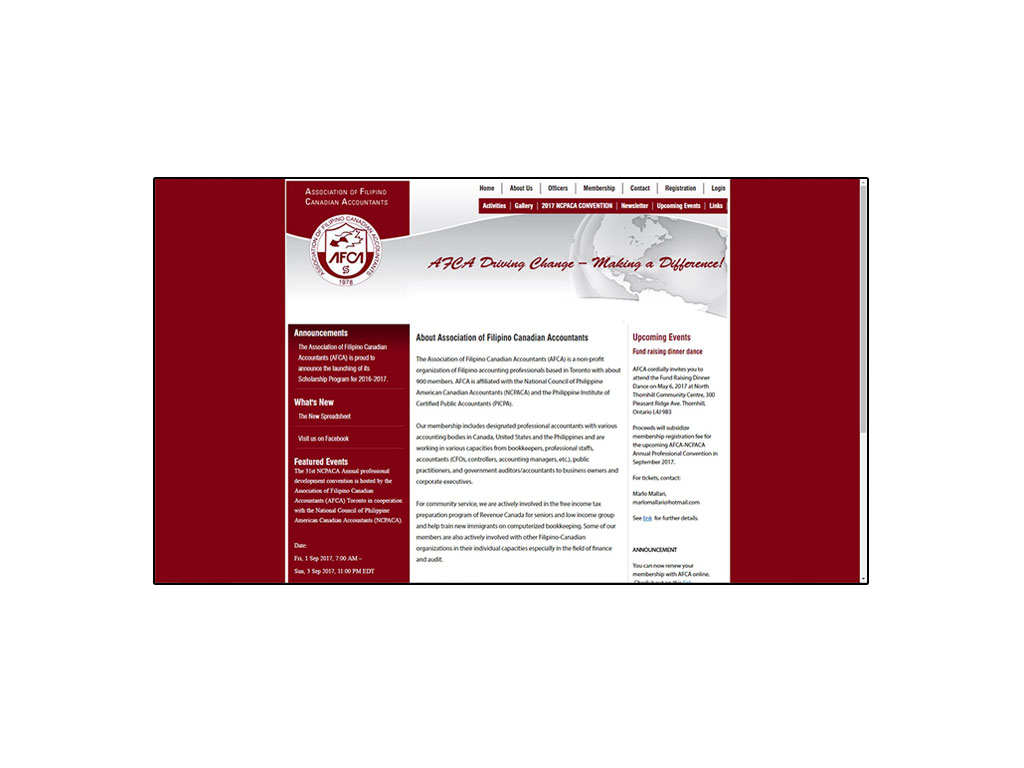 ASSOCIATION OF FILIPINO
CANADIAN ACCOUNTANTS
ASSOCIATION OF FILIPINO CANADIAN ACCOUNTANTS
AFCA
1978
Home
About Us
Officers
Membership
Contact
Registration
Login
Activities
Gallery
2017 NCPACA CONVENTION
Newsletter
Upcoming Events
Links
AFCA Driving Change – Making a Difference!
Announcements
The Association of Filipino Canadian
Accountants (AFCA) is proud to
announce the launching of its
Scholarship Program for 2016-2017.
What's New
The New Spreadsheet
Visit us on Facebook
Featured Events
The 31st NCPACA Annual professional
development convention is hosted by the
Association of Filipino Canadian
Accountants (AFCA) Toronto in cooperation
with the National Council of Philippine
American Canadian Accountants (NCPACA).
Date:
Fri, 1 Sep 2017, 7:00 AM –
Sun, 3 Sep 2017, 11:00 PM EDT
About Association of Filipino Canadian Accountants
The Association of Filipino Canadian Accountants (AFCA) is a non-profit
organization of Filipino accounting professionals based in Toronto with about
900 members. AFCA is affiliated with the National Council of Philippine
American Canadian Accountants (NCPACA) and the Philippine Institute of
Certified Public Accountants (PICPA).
Our membership includes designated professional accountants with various
accounting bodies in Canada, United States and the Philippines and are
working in various capacities from bookkeepers, professional staffs,
accountants (CFOs, controllers, accounting managers, etc.), public
practitioners, and government auditors/accountants to business owners and
corporate executives.
For community service, we are actively involved in the free income tax
preparation program of Revenue Canada for seniors and low income group
and help train new immigrants on computerized bookkeeping. Some of our
members are also actively involved with other Filipino-Canadian
organizations in their individual capacities especially in the field of finance
and audit.
Upcoming Events
Fund raising dinner dance
AFCA cordially invites you to
attend the Fund Raising Dinner
Dance on May 6, 2017 at North
Thornhill Community Centre, 300
Pleasant Ridge Ave. Thornhill,
Ontario L4J 9B3
Proceeds will subsidize
membership registration fee for
the upcoming AFCA-NCPACA
Annual Professional Convention in
September 2017.
For tickets, contact:
Marlo Mallari,
marlomallari@hotmail.com
See link for further details.
ANNOUNCEMENT
You can now renew your
membership with AFCA online.